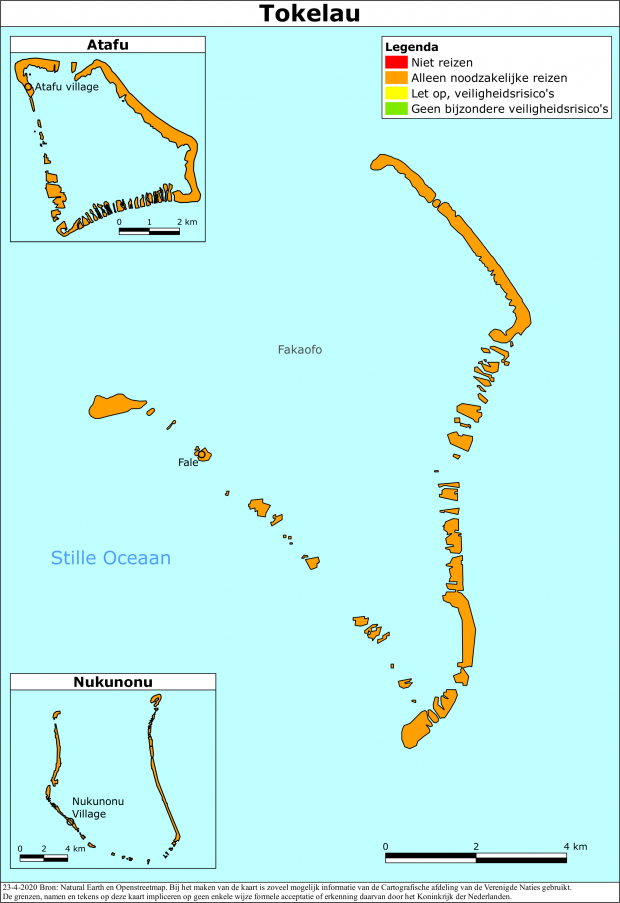 Tokelau
Atafu
Atafu village
0 1 2 km
Legenda
Niet reizen
Alleen noodzakelijke reizen
Let op, veiligheidsrisico's
Geen bijzondere veiligheidsrisico's
Fakaofo
Fale
Stille Oceaan
Nukunonu
Nukunonu
Village
0 2 4 km
0 2 4 km
23-4-2020 Bron: Natural Earth en Openstreetmap. Bij het maken van de kaart is zoveel mogelijk informatie van de Cartografische afdeling van de Verenigde Naties gebruikt.
De grenzen, namen en tekens op deze kaart impliceren op geen enkele wijze formele acceptatie of erkenning daarvan door het Koninkrijk der Nederlanden.